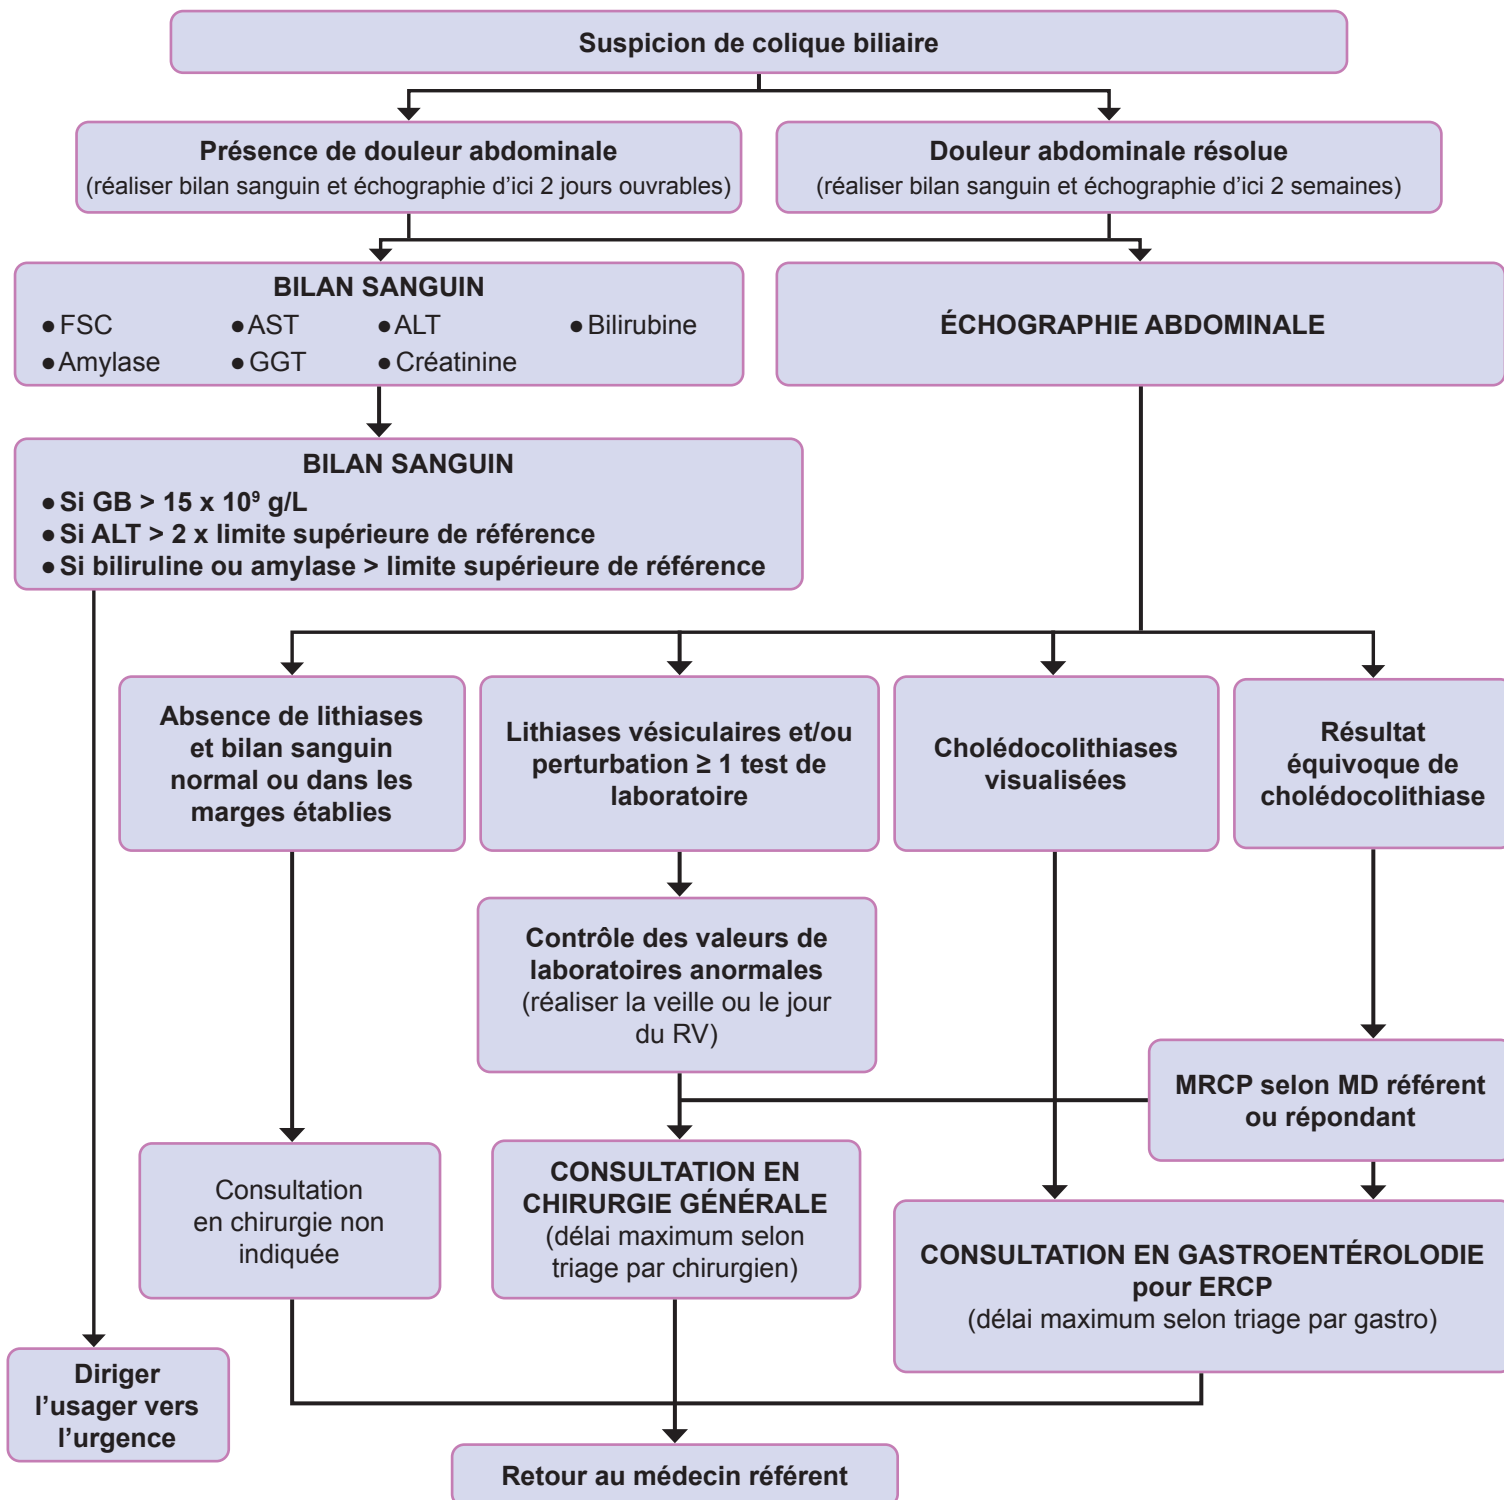 Suspicion de colique biliaire
Présence de douleur abdominale
(réaliser bilan sanguin et échographie d'ici 2 jours ouvrables)
Douleur abdominale résolue
(réaliser bilan sanguin et échographie d'ici 2 semaines)
BILAN SANGUIN
● FSC ● AST ● ALT ● Bilirubine
● Amylase ● GGT ● Créatinine
ÉCHOGRAPHIE ABDOMINALE
BILAN SANGUIN
● Si GB > 15 x 10⁹ g/L
● Si ALT > 2 x limite supérieure de référence
● Si biliruline ou amylase > limite supérieure de référence
Absence de lithiases
et bilan sanguin
normal ou dans les
marges établies
Lithiases vésiculaires et/ou
perturbation ≥ 1 test de
laboratoire
Cholédocolithiases
visualisées
Résultat
équivoque de
cholédocolithiase
Contrôle des valeurs de
laboratoires anormales
(réaliser la veille ou le jour
du RV)
MRCP selon MD référent
ou répondant
Consultation
en chirurgie non
indiquée
CONSULTATION EN
CHIRURGIE GÉNÉRALE
(délai maximum selon
triage par chirurgien)
CONSULTATION EN GASTROENTÉROLODIE
pour ERCP
(délai maximum selon triage par gastro)
Diriger
l'usager vers
l'urgence
Retour au médecin référent